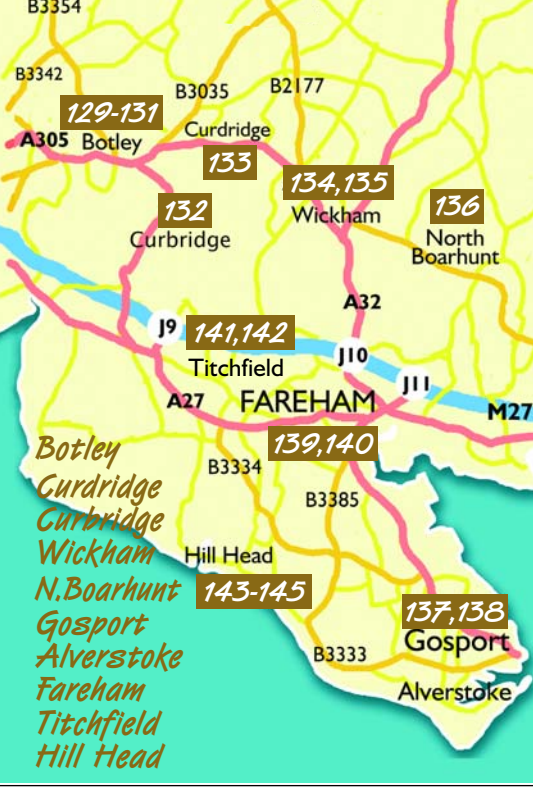 B3354
B3342
129-131
B3035
B2177
A305 Botley
Curdridge
133
134,135
132
Wickham
136
Curbridge
North
Boarhunt
A32
J9
141,142
J10
Titchfield
J11
A27
FAREHAM
M27
139,140
B3334
B3385
Hill Head
143-145
137,138
Gosport
B3333
Alverstoke
Botley
Curdridge
Curbridge
Wickham
N.Boarhunt
Gosport
Alverstoke
Fareham
Titchfield
Hill Head